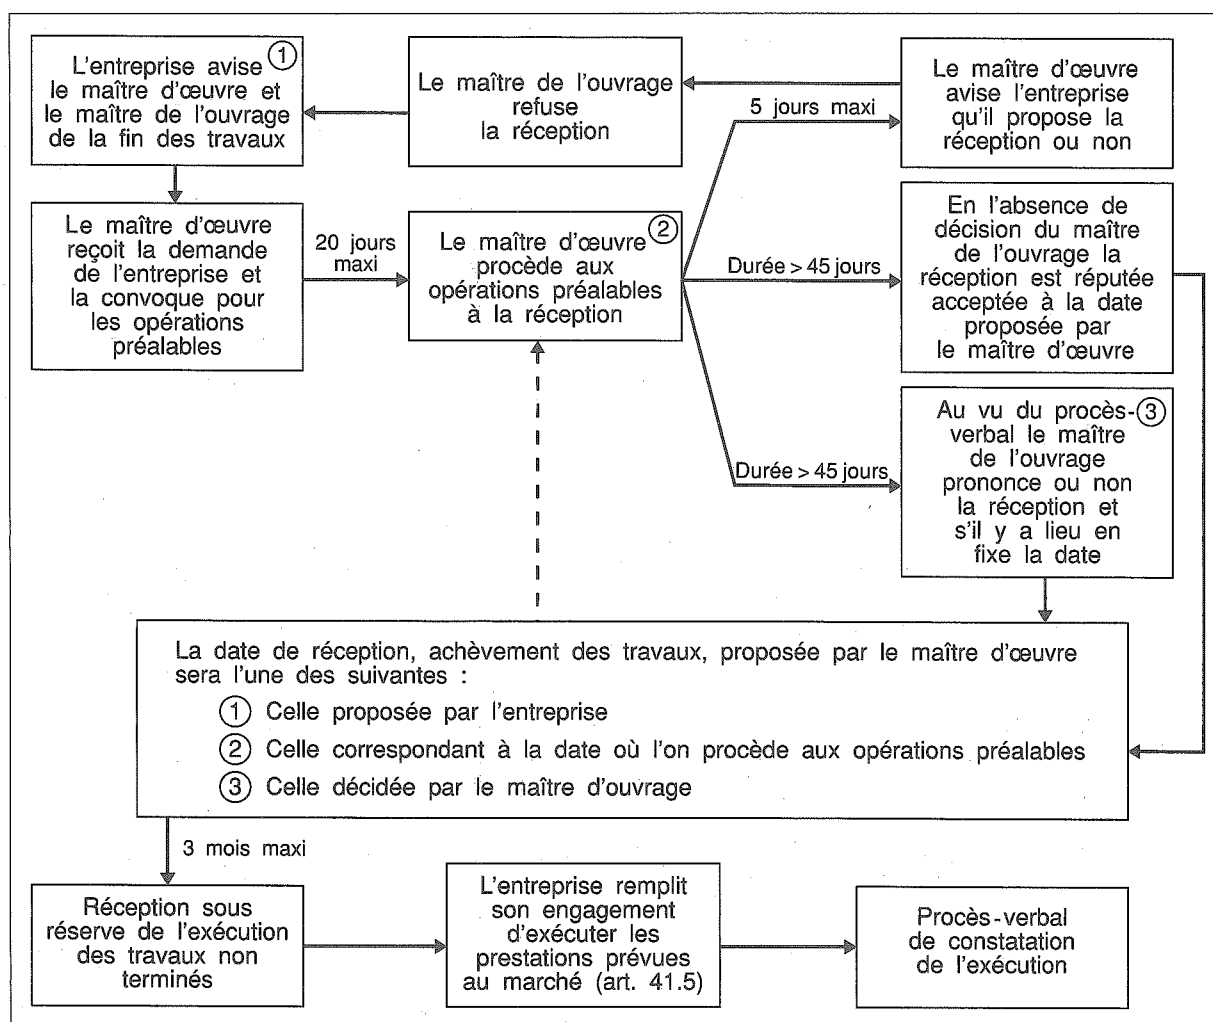 L'entreprise avise ①
le maître d'œuvre et
le maître de l'ouvrage
de la fin des travaux
Le maître de l'ouvrage
refuse
la réception
5 jours maxi
Le maître d'œuvre
avise l'entreprise
qu'il propose la
réception ou non
Le maître d'œuvre
reçoit la demande
de l'entreprise et
la convoque pour
les opérations
préalables
20 jours
maxi
Le maître d'œuvre ②
procède aux
opérations préalables
à la réception
Durée > 45 jours
En l'absence de
décision du maître
de l'ouvrage la
réception est réputée
acceptée à la date
proposée par
le maître d'œuvre
Durée > 45 jours
Au vu du procès- ③
verbal le maître
de l'ouvrage
prononce ou non
la réception et
s'il y a lieu en
fixe la date
La date de réception, achèvement des travaux, proposée par le maître d'œuvre
sera l'une des suivantes :
① Celle proposée par l'entreprise
② Celle correspondant à la date où l'on procède aux opérations préalables
③ Celle décidée par le maître d'ouvrage
3 mois maxi
Réception sous
réserve de l'exécution
des travaux non
terminés
L'entreprise remplit
son engagement
d'exécuter les
prestations prévues
au marché (art. 41.5)
Procès-verbal
de constatation
de l'exécution